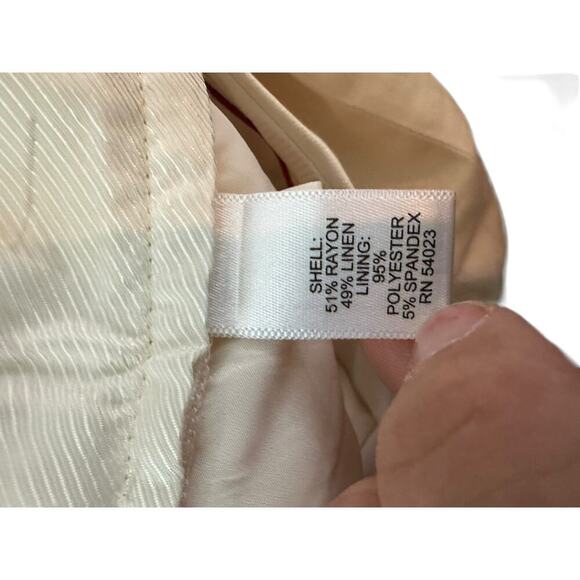 SHELL:
51% RAYON
49% LINEN
LINING:
95%
POLYESTER
5% SPANDEX
RN 54023